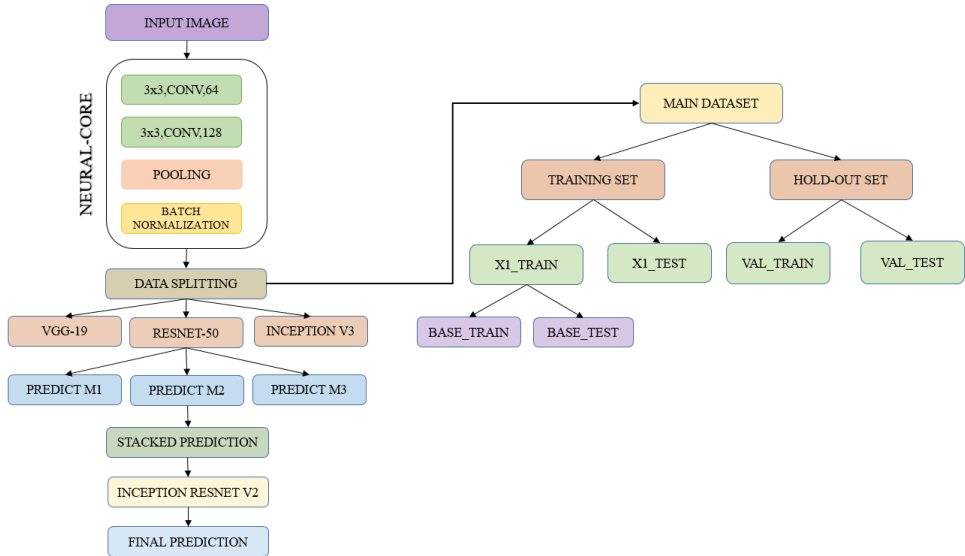 INPUT IMAGE
NEURAL-CORE
3x3,CONV,64
3x3,CONV,128
POOLING
BATCH
NORMALIZATION
DATA SPLITTING
VGG-19
RESNET-50
INCEPTION V3
PREDICT M1
PREDICT M2
PREDICT M3
STACKED PREDICTION
INCEPTION RESNET V2
FINAL PREDICTION
MAIN DATASET
TRAINING SET
HOLD-OUT SET
X1_TRAIN
X1_TEST
VAL_TRAIN
VAL_TEST
BASE_TRAIN
BASE_TEST